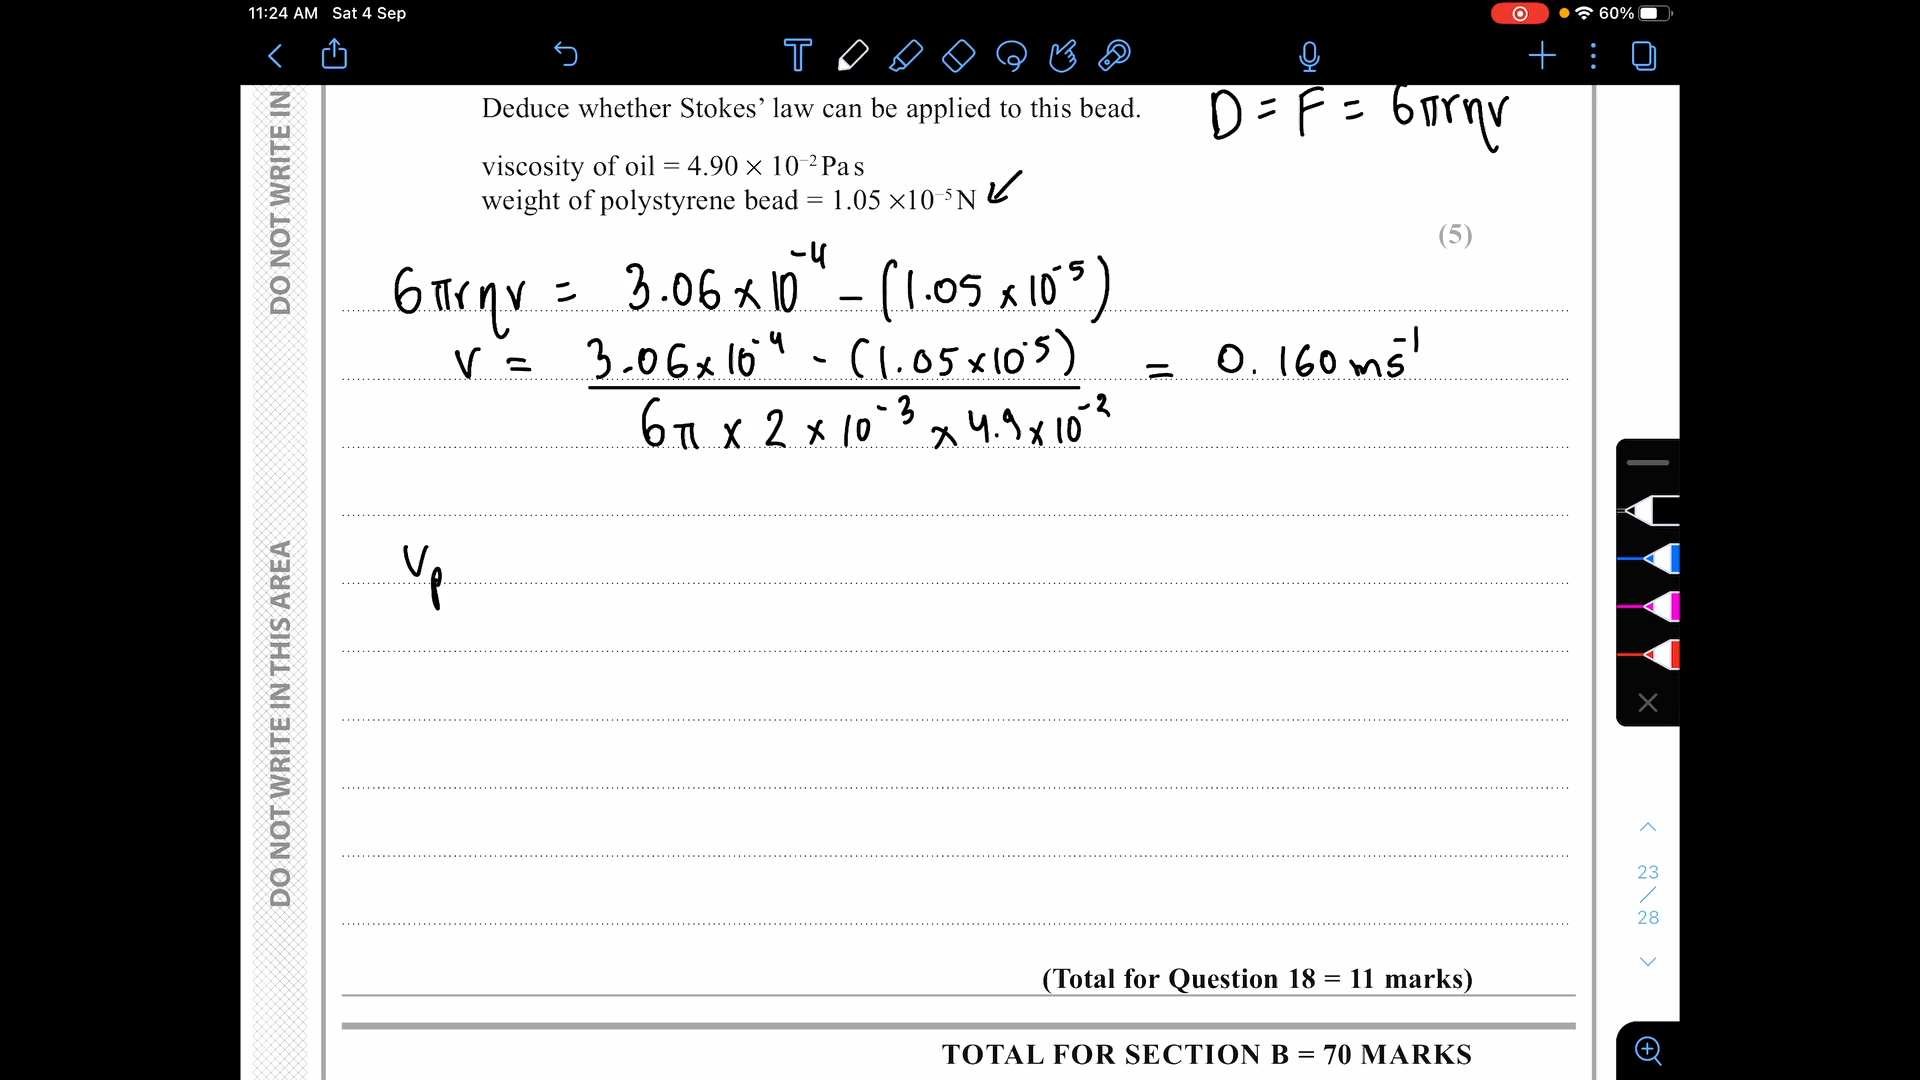 11:24 AM Sat 4 Sep
60%
T
Deduce whether Stokes’ law can be applied to this bead.
D = F = 6πrηv
viscosity of oil = 4.90 × 10⁻² Pa s
weight of polystyrene bead = 1.05 ×10⁻⁵ N
(5)
6πrηv = 3.06 × 10⁻⁴ − (1.05 × 10⁻⁵)
v = 3.06 × 10⁻⁴ - (1.05 × 10⁻⁵) = 0.160 ms⁻¹
6π × 2 × 10⁻³ × 4.9 × 10⁻²
Vp
23
/
28
(Total for Question 18 = 11 marks)
TOTAL FOR SECTION B = 70 MARKS
DO NOT WRITE IN
DO NOT WRITE IN THIS AREA